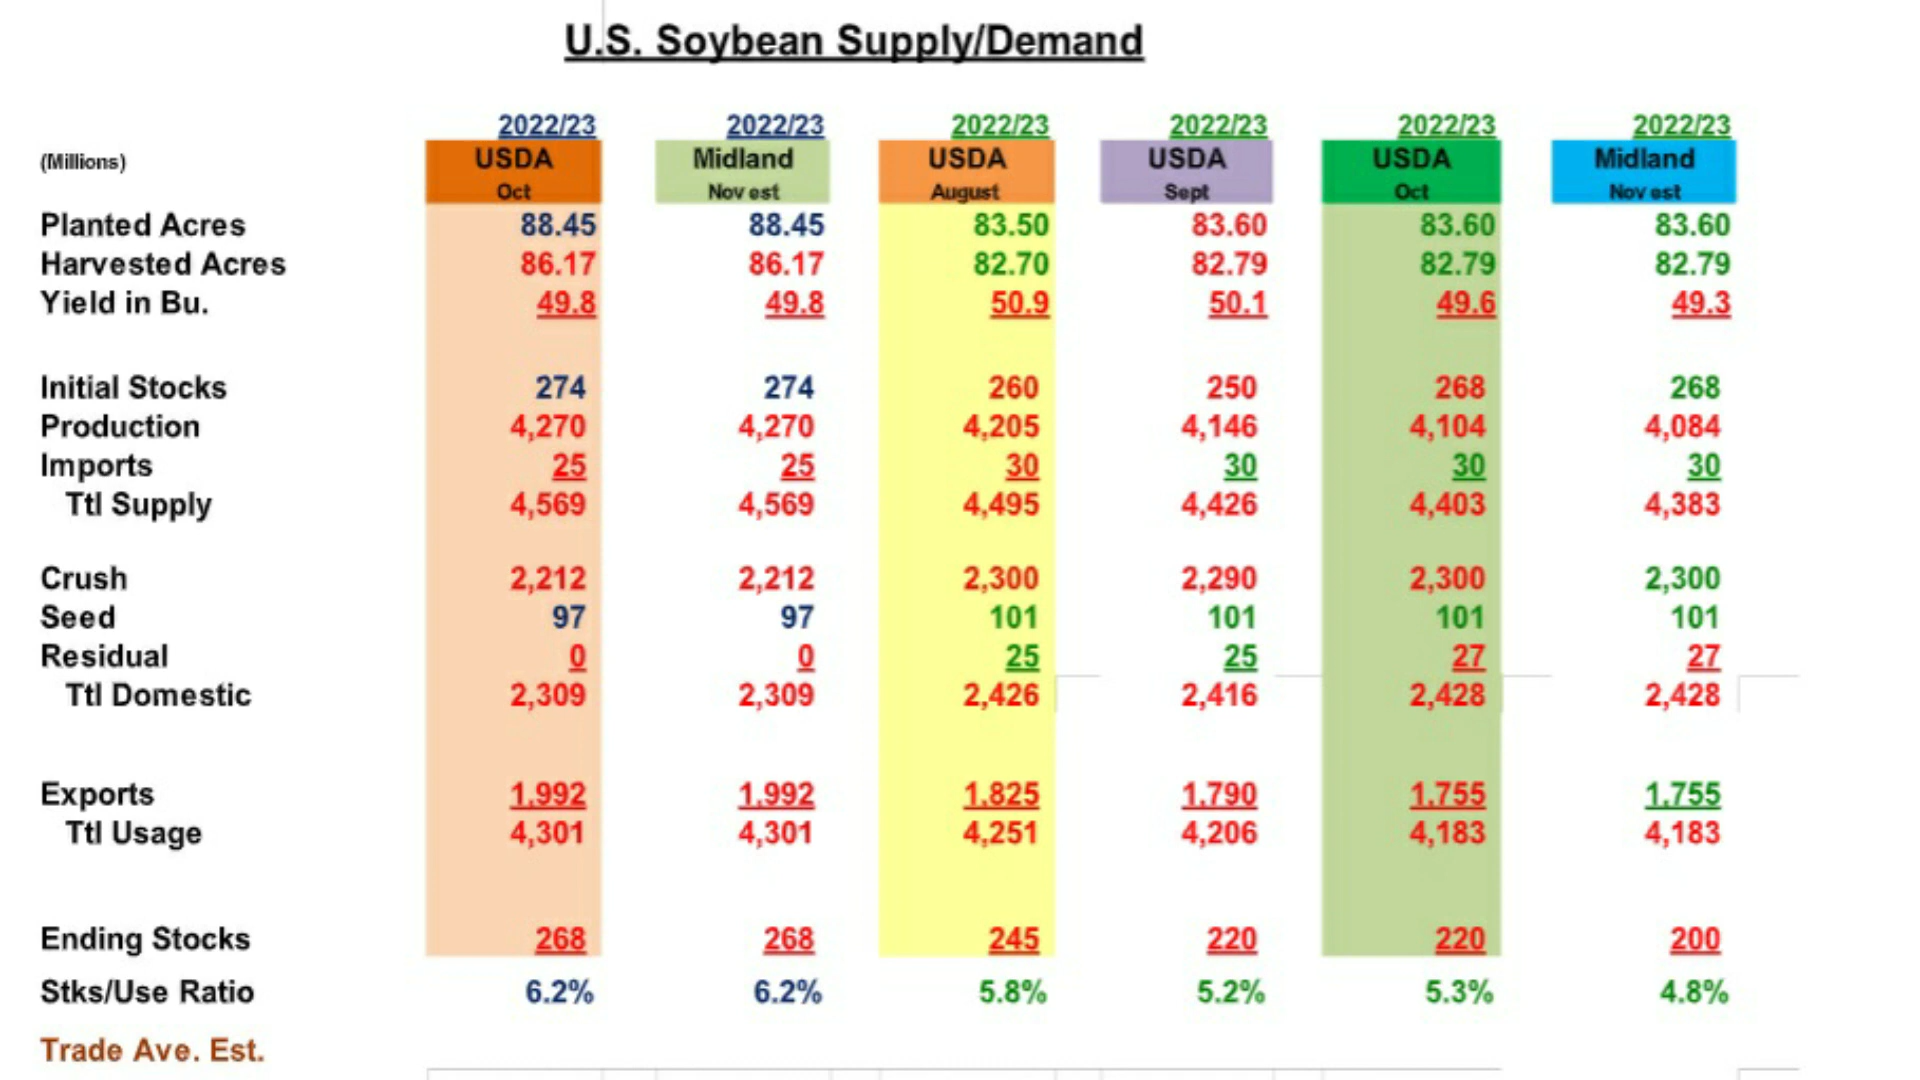 U.S. Soybean Supply/Demand
2022/23 2022/23 2022/23 2022/23 2022/23 2022/23
(Millions) USDA Midland USDA USDA USDA Midland
Oct Nov est August Sept Oct Nov est
Planted Acres 88.45 88.45 83.50 83.60 83.60 83.60
Harvested Acres 86.17 86.17 82.70 82.79 82.79 82.79
Yield in Bu. 49.8 49.8 50.9 50.1 49.6 49.3
Initial Stocks 274 274 260 250 268 268
Production 4,270 4,270 4,205 4,146 4,104 4,084
Imports 25 25 30 30 30 30
Ttl Supply 4,569 4,569 4,495 4,426 4,403 4,383
Crush 2,212 2,212 2,300 2,290 2,300 2,300
Seed 97 97 101 101 101 101
Residual 0 0 25 25 27 27
Ttl Domestic 2,309 2,309 2,426 2,416 2,428 2,428
Exports 1,992 1,992 1,825 1,790 1,755 1,755
Ttl Usage 4,301 4,301 4,251 4,206 4,183 4,183
Ending Stocks 268 268 245 220 220 200
Stks/Use Ratio 6.2% 6.2% 5.8% 5.2% 5.3% 4.8%
Trade Ave. Est.